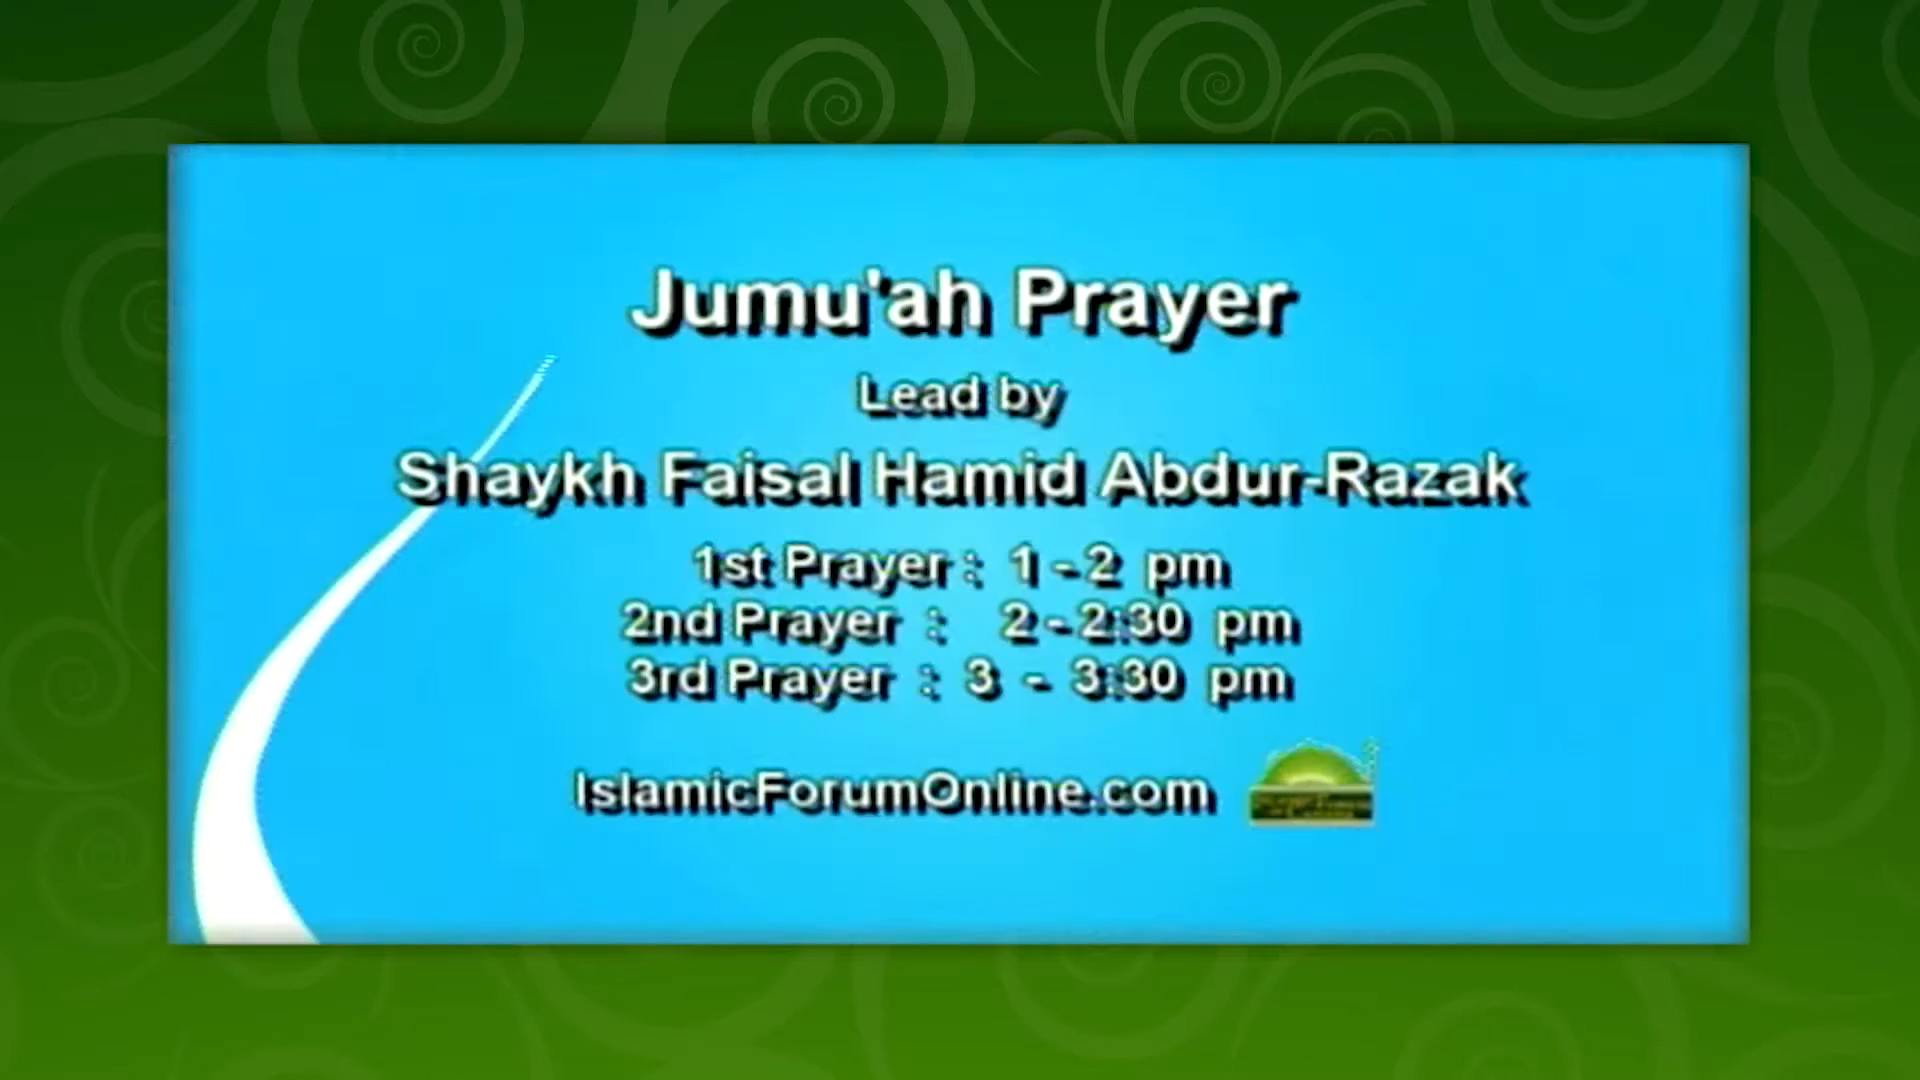 Jumu'ah Prayer
Lead by
Shaykh Faisal Hamid Abdur-Razak
1st Prayer : 1 - 2 pm
2nd Prayer : 2 - 2:30 pm
3rd Prayer : 3 - 3:30 pm
IslamicForumOnline.com